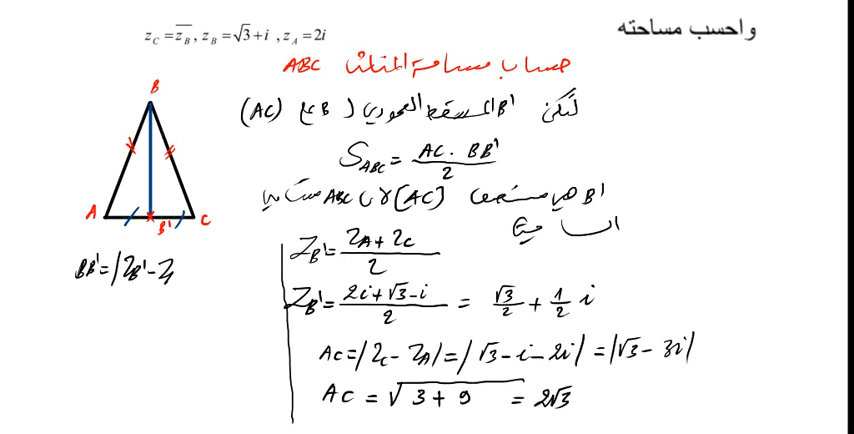 واحسب مساحته
z_C = \overline{z_B} , z_B = √3 + i , z_A = 2i
حساب مساحة المثلث ABC
لتكن B' المسقط العمودي ل B على (AC)
S_ABC = AC · BB' / 2
B' هي منتصف [AC] لأن ABC متساوي
الساقين
B
A
B'
C
BB' = |Z_B' - Z
Z_B' = (Z_A + Z_C) / 2
Z_B' = (2i + √3 - i) / 2 = √3/2 + 1/2 i
AC = |Z_C - Z_A| = |√3 - i - 2i| = |√3 - 3i|
AC = √(3 + 9) = 2√3